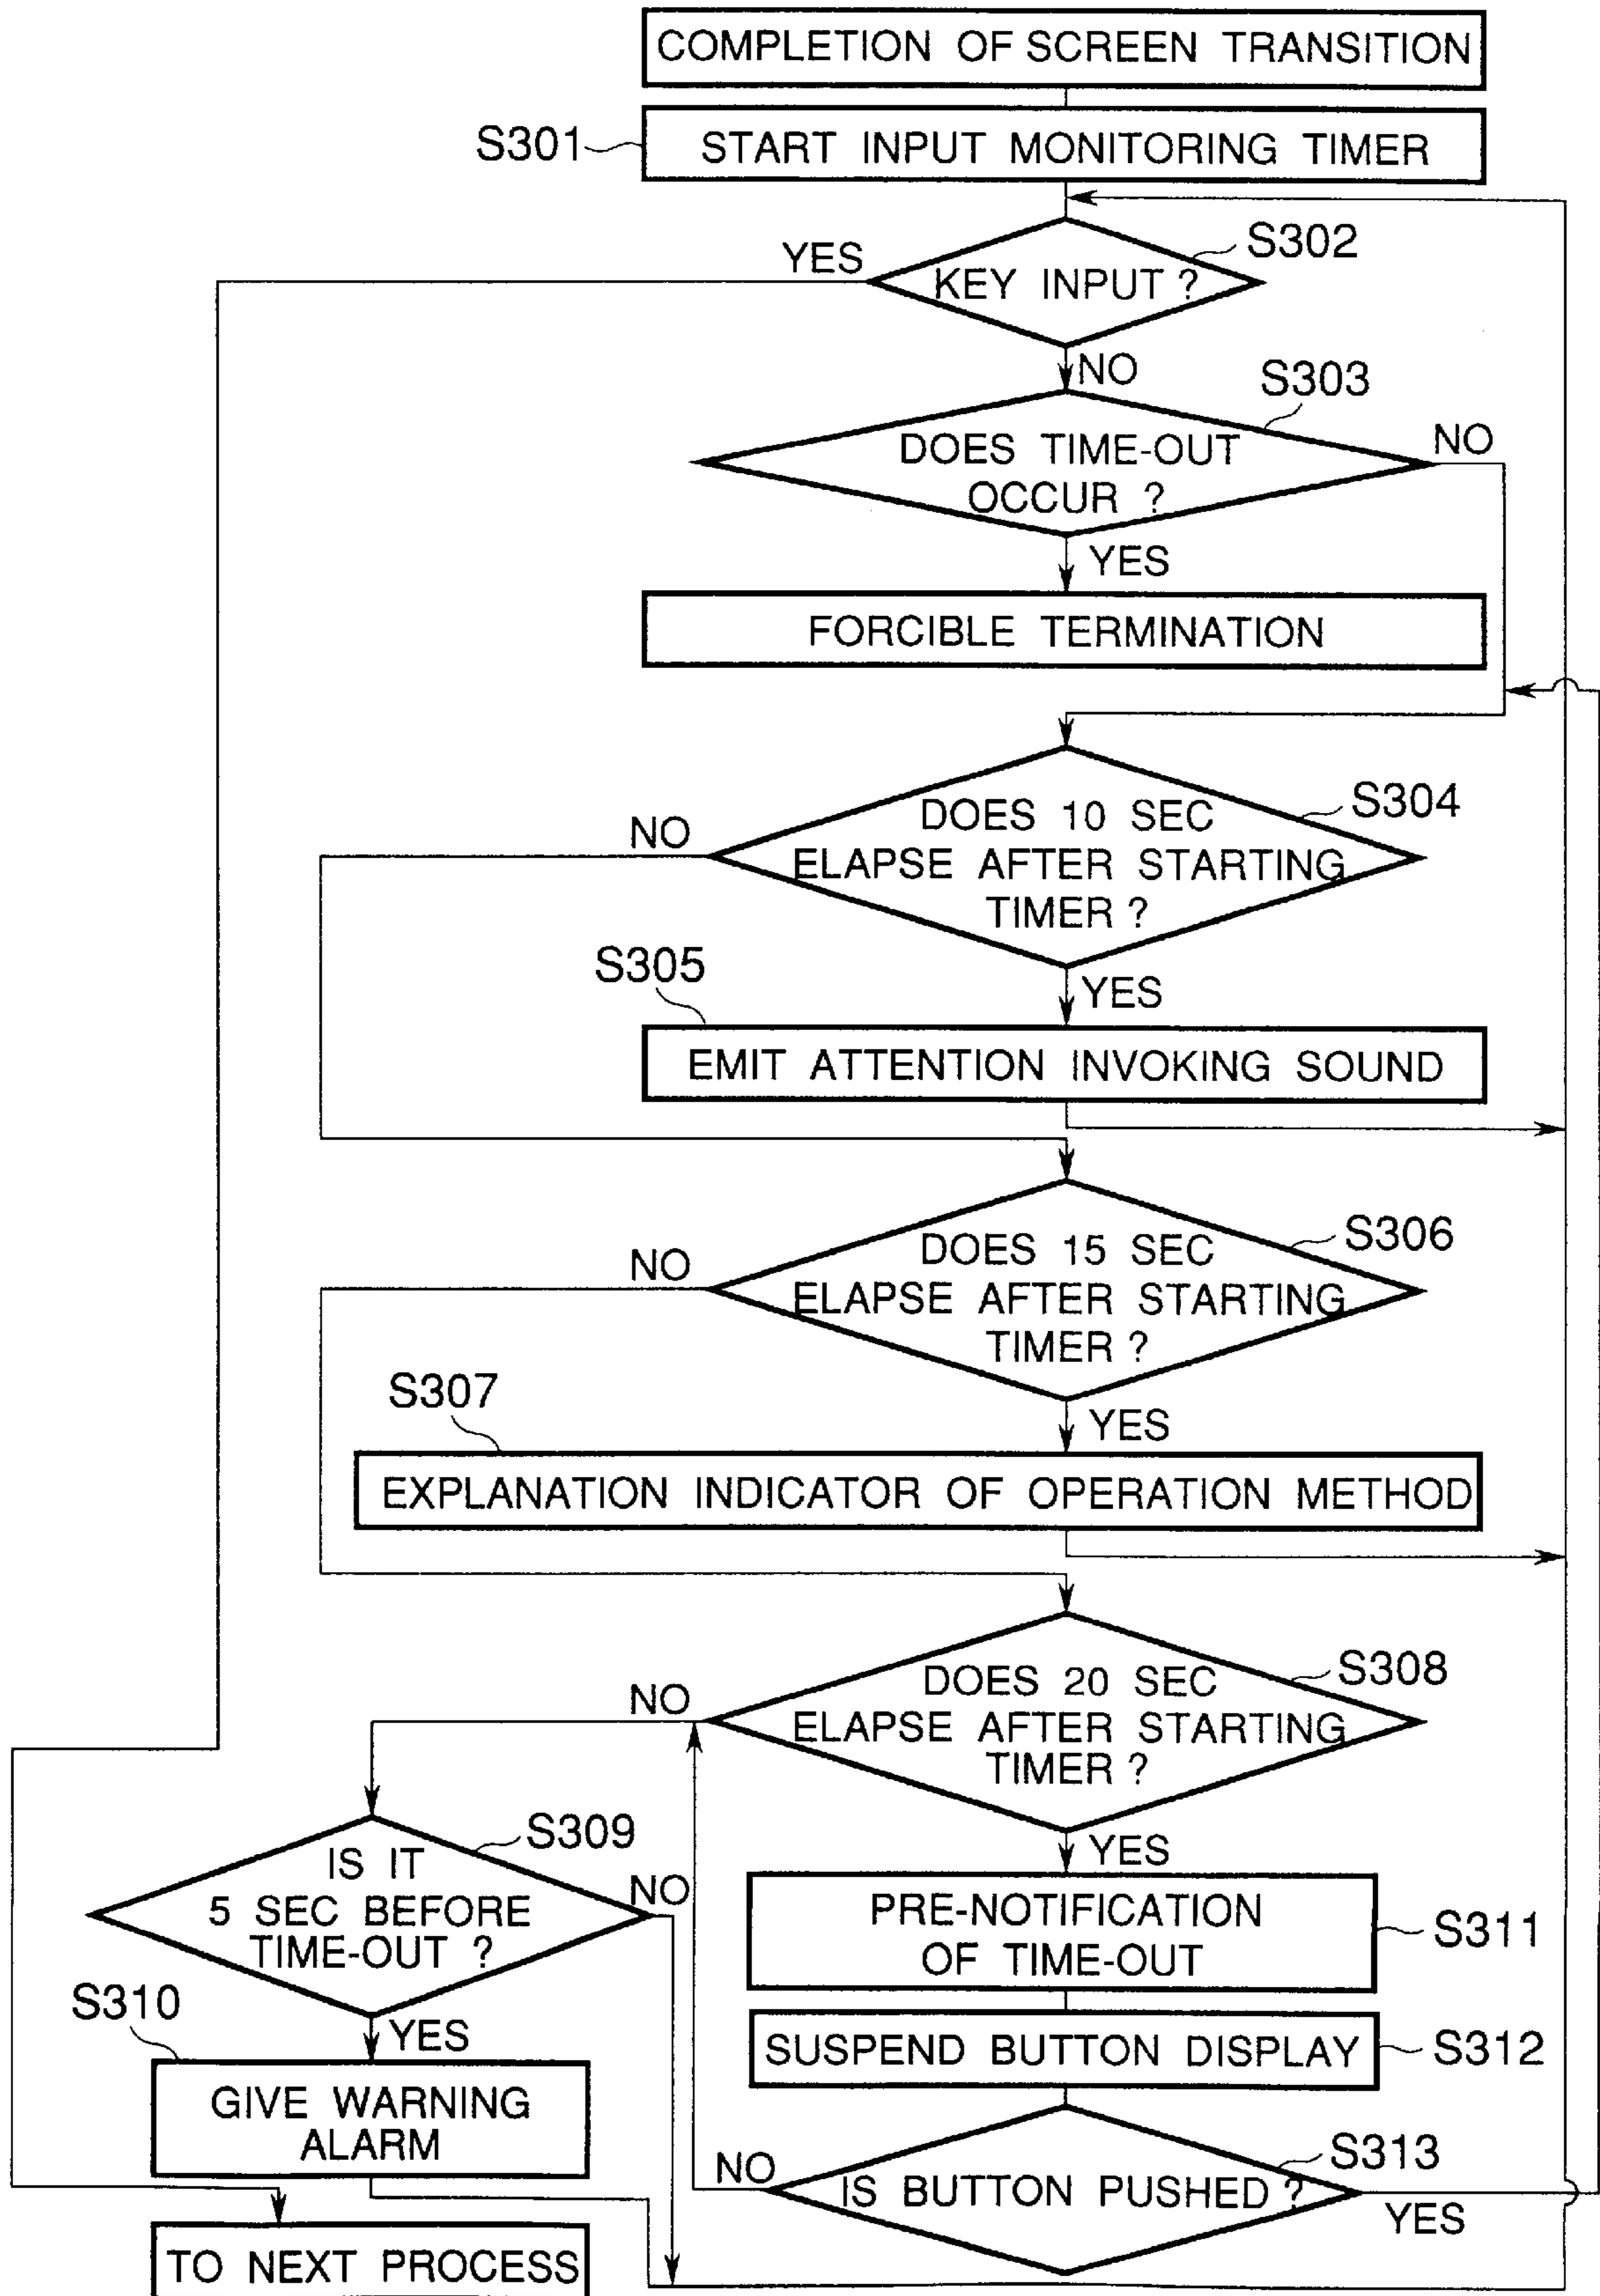 COMPLETION OF SCREEN TRANSITION
S301
START INPUT MONITORING TIMER
S302
YES
KEY INPUT ?
NO
S303
DOES TIME-OUT
OCCUR ?
NO
YES
FORCIBLE TERMINATION
S304
DOES 10 SEC
ELAPSE AFTER STARTING
TIMER ?
NO
YES
S305
EMIT ATTENTION INVOKING SOUND
S306
DOES 15 SEC
ELAPSE AFTER STARTING
TIMER ?
NO
YES
S307
EXPLANATION INDICATOR OF OPERATION METHOD
S308
DOES 20 SEC
ELAPSE AFTER STARTING
TIMER ?
NO
YES
S309
IS IT
5 SEC BEFORE
TIME-OUT ?
NO
YES
S310
GIVE WARNING
ALARM
PRE-NOTIFICATION
OF TIME-OUT
S311
SUSPEND BUTTON DISPLAY
S312
S313
IS BUTTON PUSHED ?
NO
YES
TO NEXT PROCESS